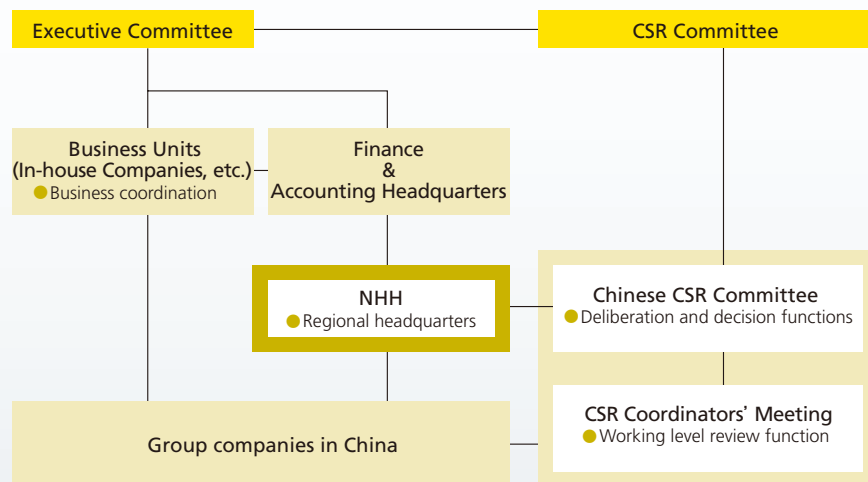 Executive Committee
CSR Committee
Business Units
(In-house Companies, etc.)
● Business coordination
Finance
&
Accounting Headquarters
NHH
● Regional headquarters
Chinese CSR Committee
● Deliberation and decision functions
CSR Coordinators’ Meeting
● Working level review function
Group companies in China